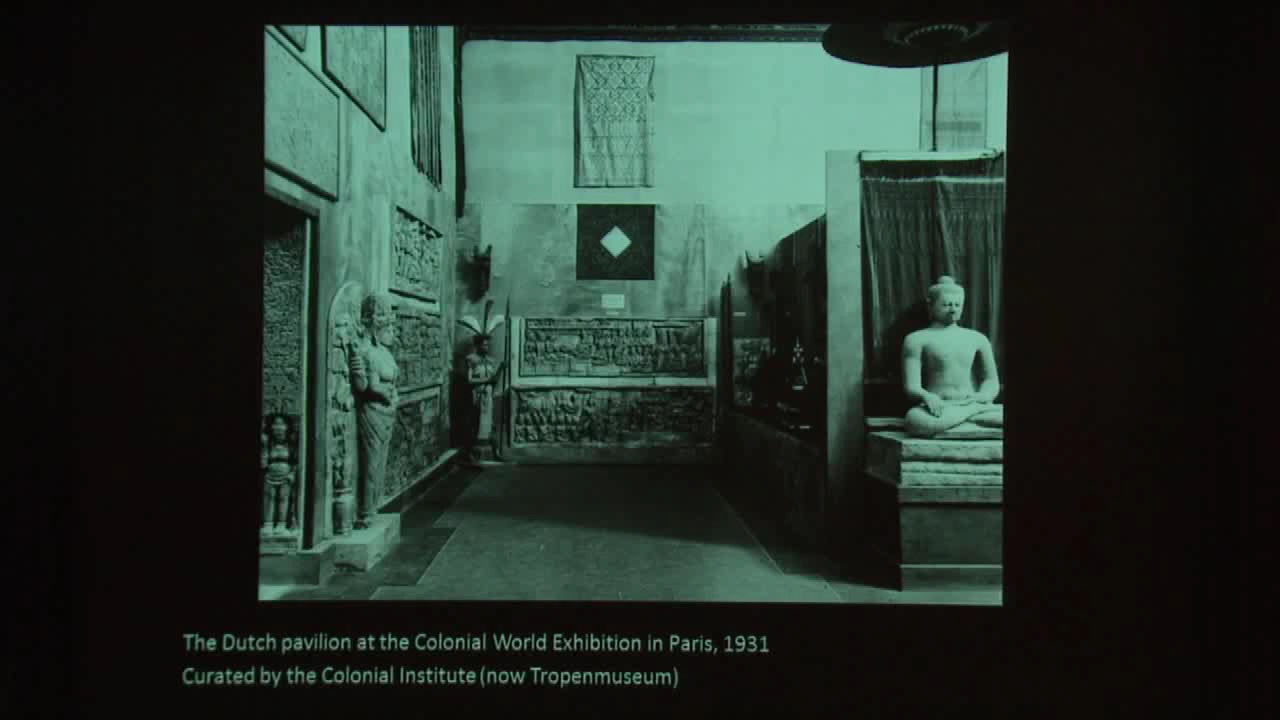 The Dutch pavilion at the Colonial World Exhibition in Paris, 1931
Curated by the Colonial Institute (now Tropenmuseum)